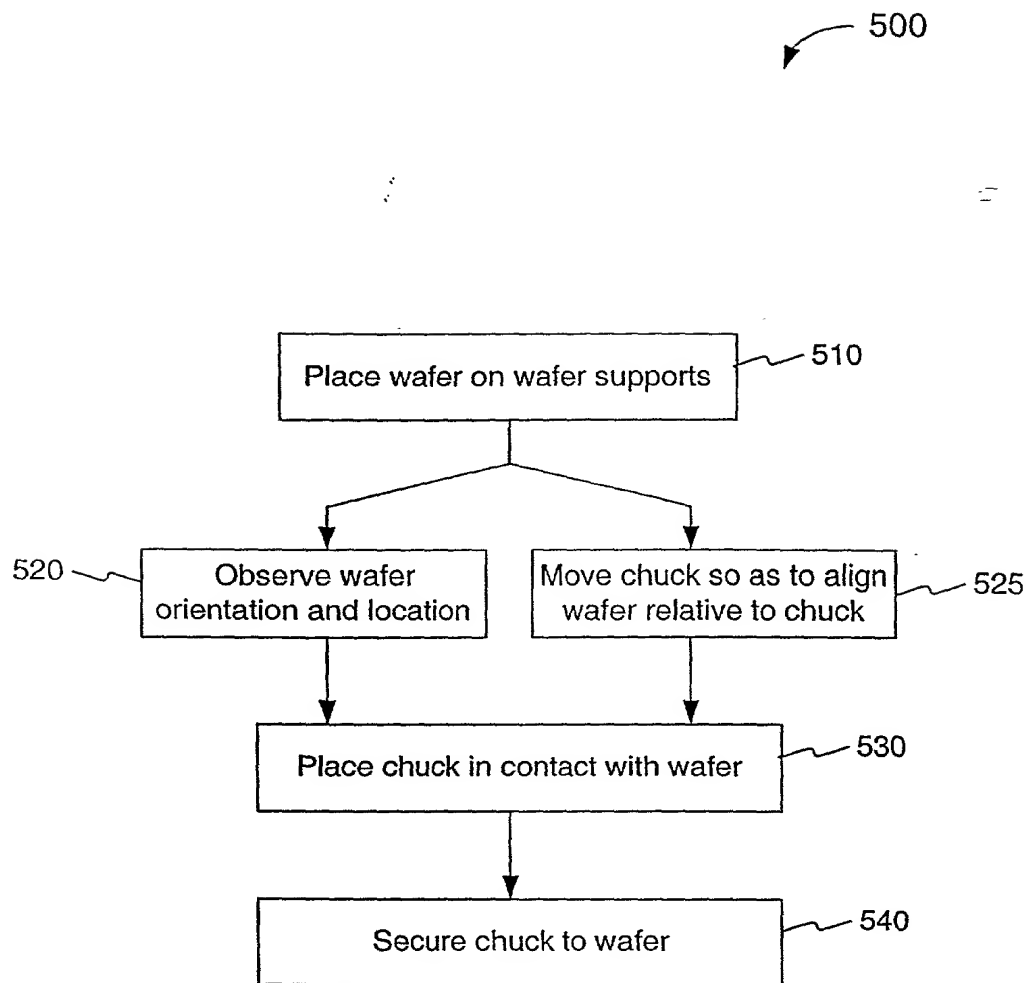 500
Place wafer on wafer supports
510
520
Observe wafer
orientation and location
Move chuck so as to align
wafer relative to chuck
525
Place chuck in contact with wafer
530
Secure chuck to wafer
540